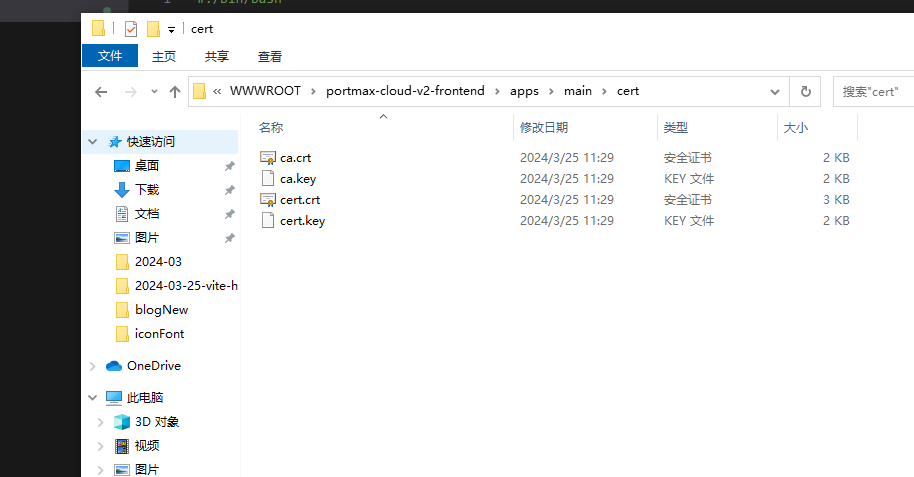 1 #!/bin/bash
cert
文件 主页 共享 查看
« WWWROOT › portmax-cloud-v2-frontend › apps › main › cert 搜索"cert"
名称 修改日期 类型 大小
快速访问
桌面
下载
文档
图片
2024-03
2024-03-25-vite-h
blogNew
iconFont
OneDrive
此电脑
3D 对象
视频
图片
ca.crt 2024/3/25 11:29 安全证书 2 KB
ca.key 2024/3/25 11:29 KEY 文件 2 KB
cert.crt 2024/3/25 11:29 安全证书 3 KB
cert.key 2024/3/25 11:29 KEY 文件 2 KB